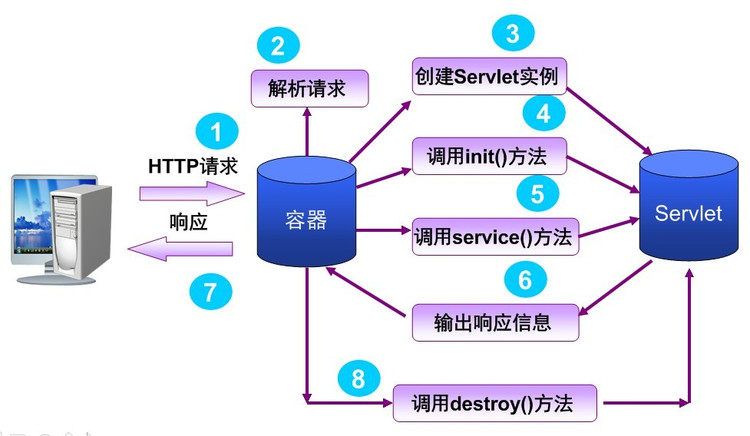 3
2
创建Servlet实例
解析请求
4
1
HTTP请求
调用init()方法
5
响应
容器
Servlet
调用service()方法
7
6
输出响应信息
8
调用destroy()方法